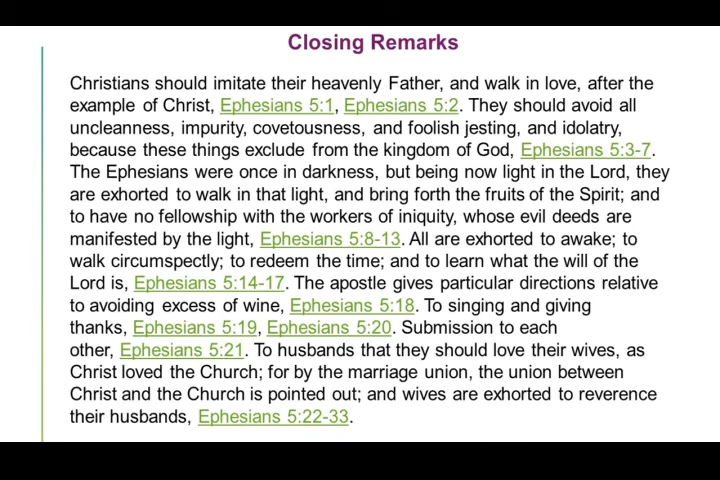 Closing Remarks
Christians should imitate their heavenly Father, and walk in love, after the
example of Christ, Ephesians 5:1, Ephesians 5:2. They should avoid all
uncleanness, impurity, covetousness, and foolish jesting, and idolatry,
because these things exclude from the kingdom of God, Ephesians 5:3-7.
The Ephesians were once in darkness, but being now light in the Lord, they
are exhorted to walk in that light, and bring forth the fruits of the Spirit; and
to have no fellowship with the workers of iniquity, whose evil deeds are
manifested by the light, Ephesians 5:8-13. All are exhorted to awake; to
walk circumspectly; to redeem the time; and to learn what the will of the
Lord is, Ephesians 5:14-17. The apostle gives particular directions relative
to avoiding excess of wine, Ephesians 5:18. To singing and giving
thanks, Ephesians 5:19, Ephesians 5:20. Submission to each
other, Ephesians 5:21. To husbands that they should love their wives, as
Christ loved the Church; for by the marriage union, the union between
Christ and the Church is pointed out; and wives are exhorted to reverence
their husbands, Ephesians 5:22-33.